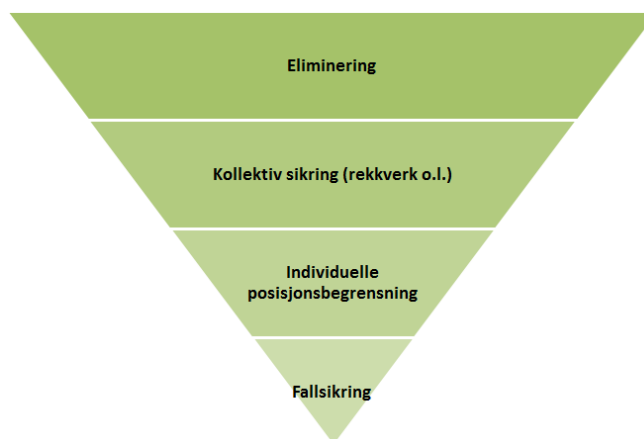 Eliminering
Kollektiv sikring (rekkverk o.l.)
Individuelle
posisjonsbegrensning
Fallsikring